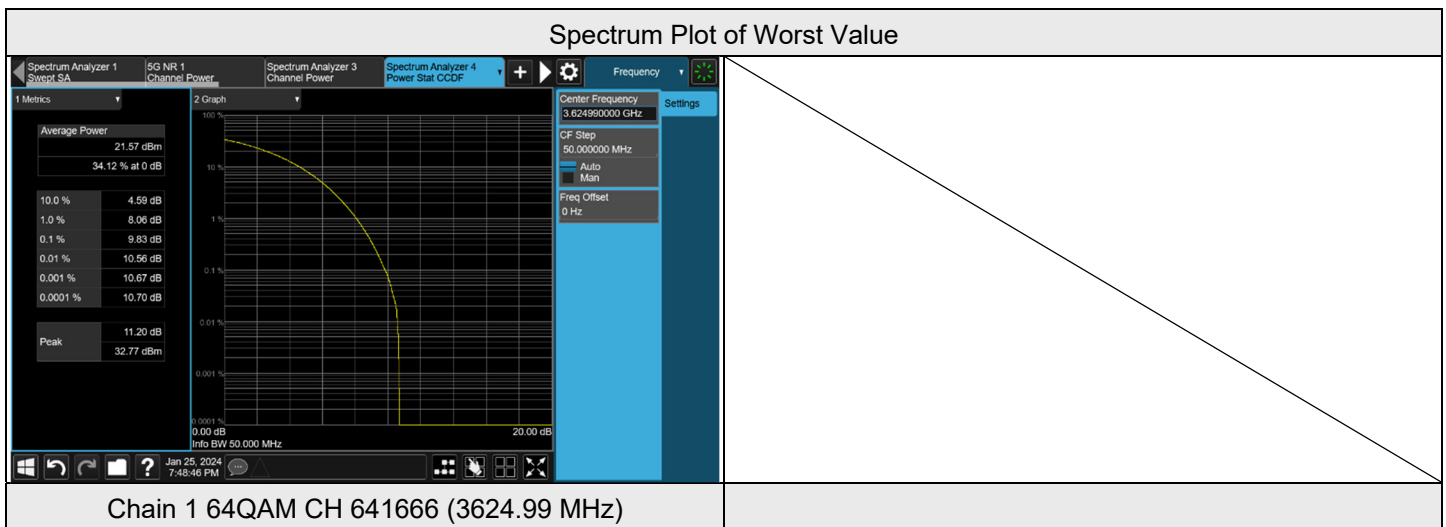 Spectrum Plot of Worst Value
Spectrum Analyzer 1
Swept SA
5G NR 1
Channel Power
Spectrum Analyzer 3
Channel Power
Spectrum Analyzer 4
Power Stat CCDF
Frequency
1 Metrics
Average Power
21.57 dBm
34.12 % at 0 dB
10.0 % 4.59 dB
1.0 % 8.06 dB
0.1 % 9.83 dB
0.01 % 10.56 dB
0.001 % 10.67 dB
0.0001 % 10.70 dB
Peak
11.20 dB
32.77 dBm
2 Graph
100 %
10 %
1 %
0.1 %
0.01 %
0.001 %
0.0001 %
0.00 dB 20.00 dB
Info BW 50.000 MHz
Center Frequency
3.624990000 GHz
CF Step
50.000000 MHz
Auto
Man
Freq Offset
0 Hz
Settings
?
Jan 25, 2024
7:48:46 PM
Chain 1 64QAM CH 641666 (3624.99 MHz)